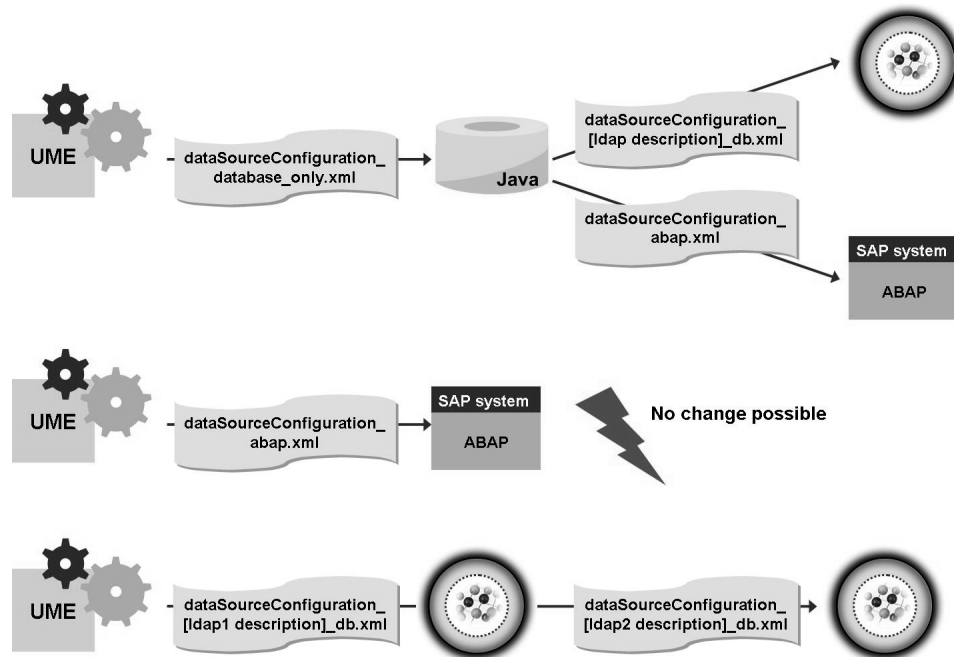 UME
dataSourceConfiguration_
database_only.xml
Java
dataSourceConfiguration_
[ldap description]_db.xml
dataSourceConfiguration_
abap.xml
SAP system
ABAP
UME
dataSourceConfiguration_
abap.xml
SAP system
ABAP
No change possible
UME
dataSourceConfiguration_
[ldap1 description]_db.xml
dataSourceConfiguration_
[ldap2 description]_db.xml